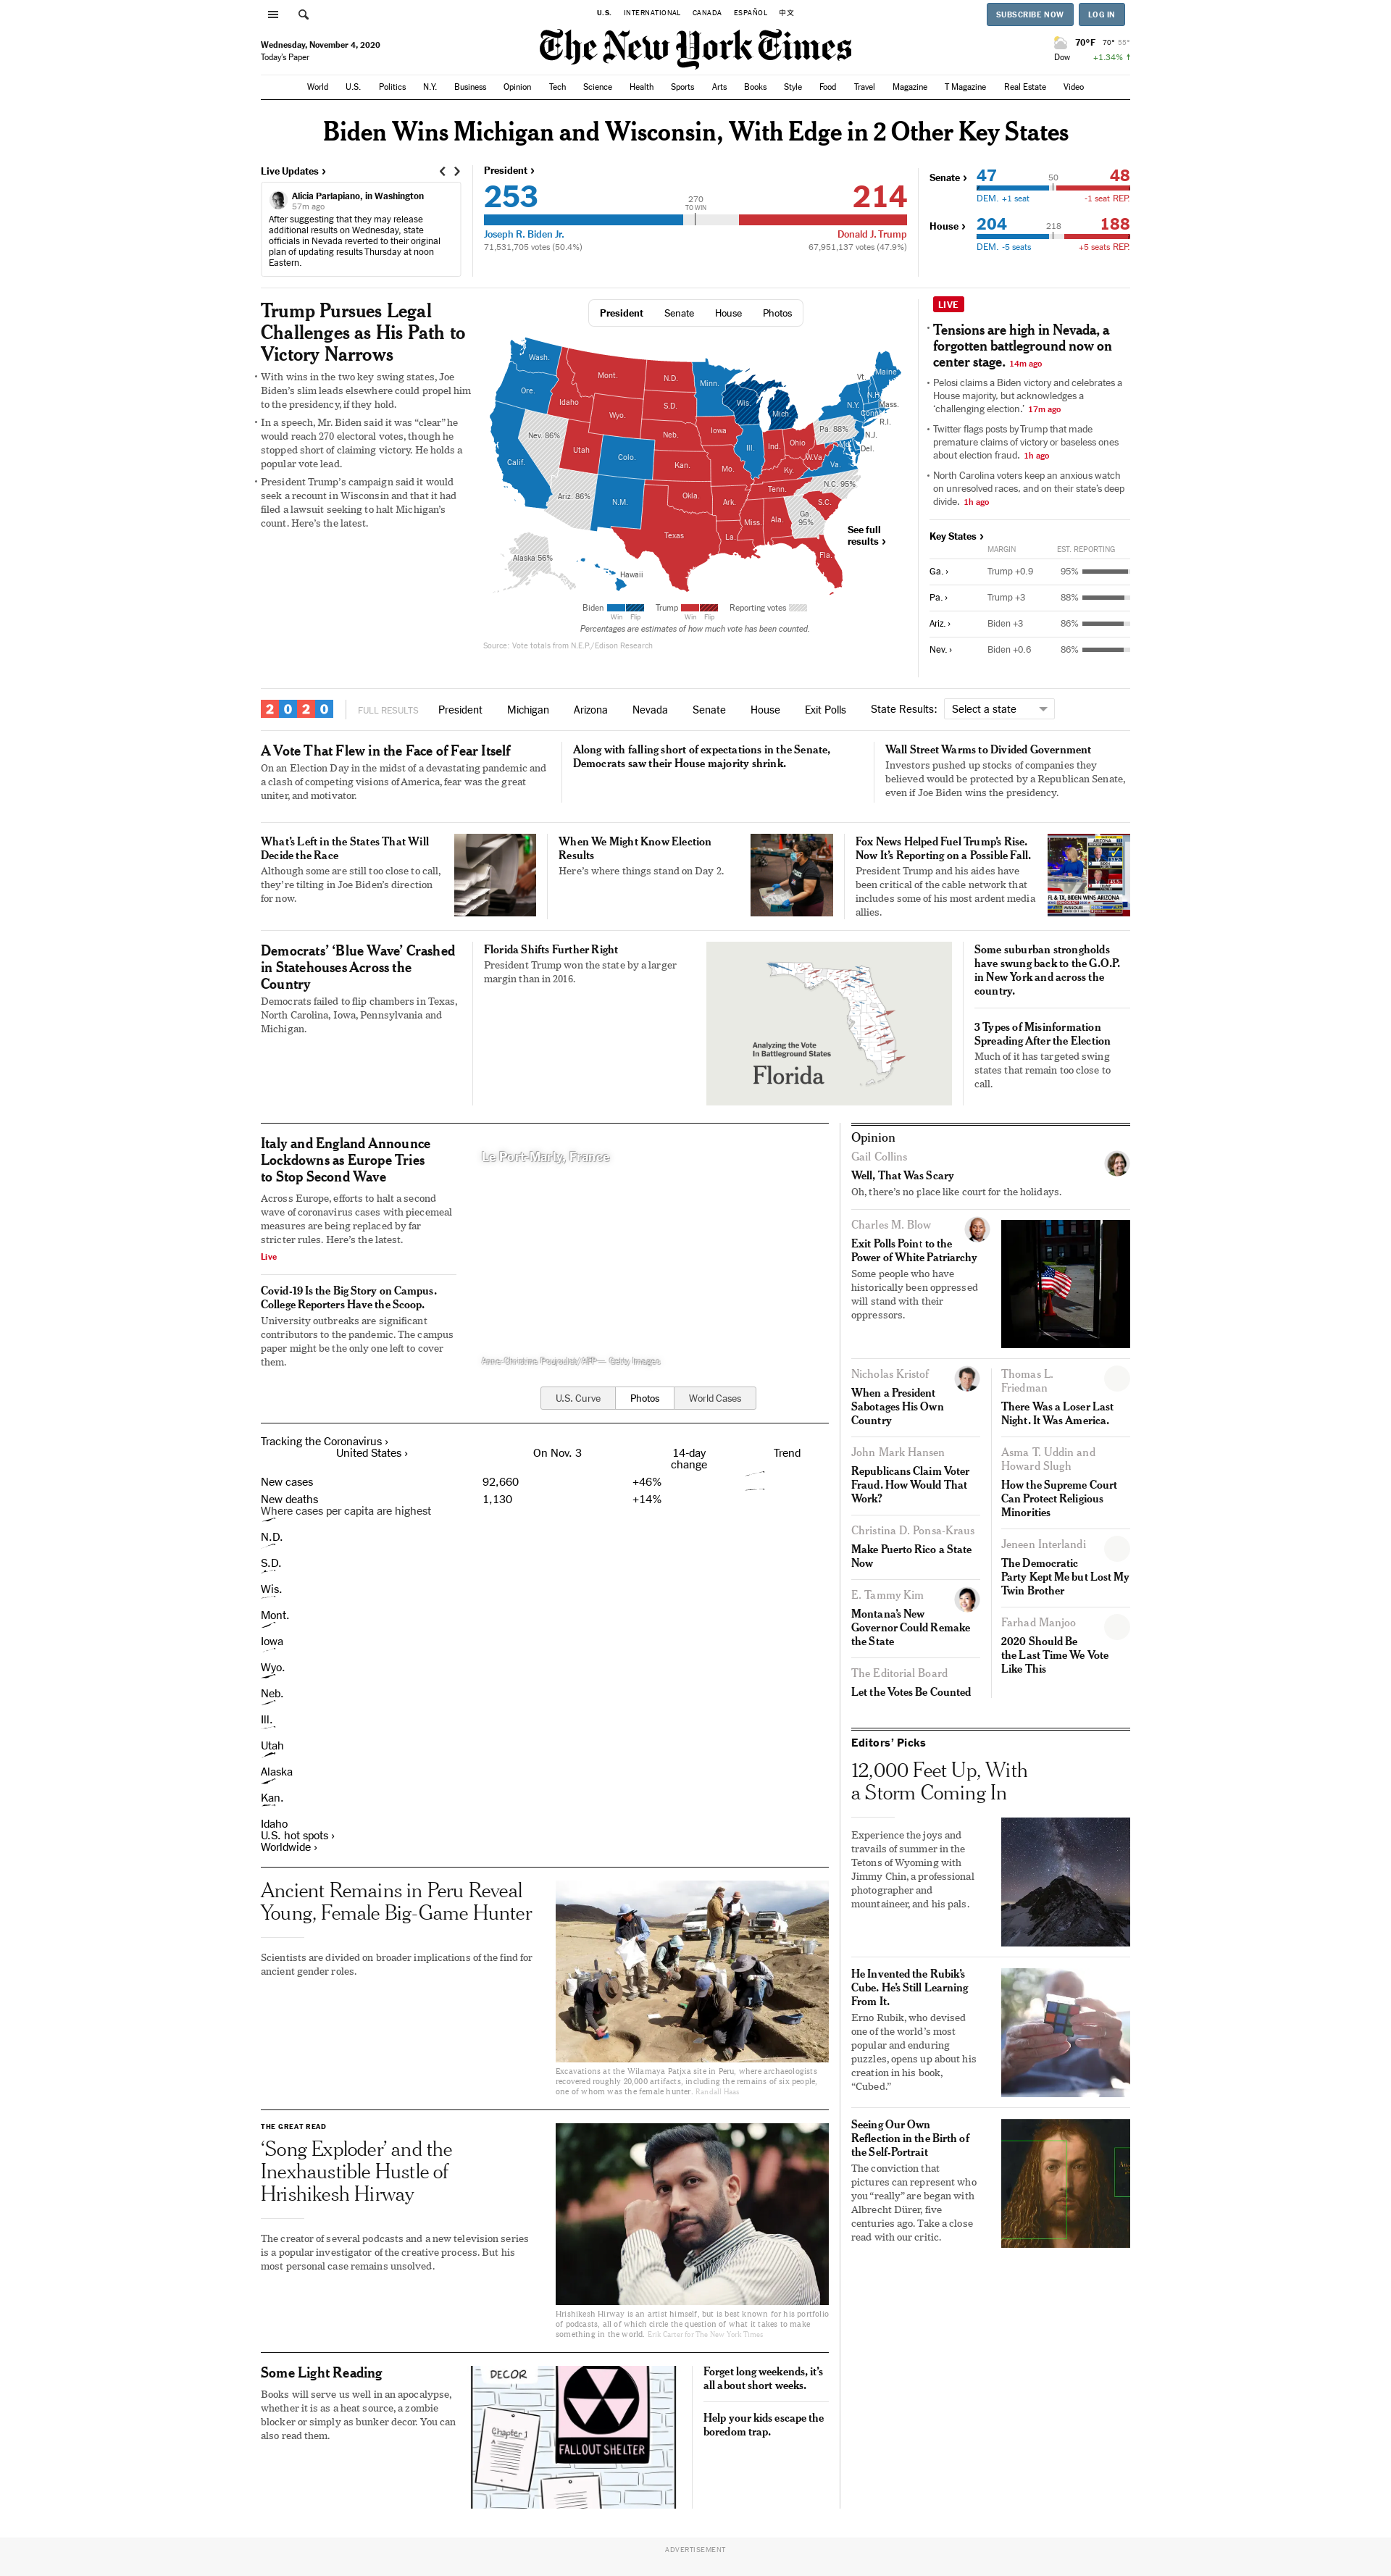 U.S. INTERNATIONAL CANADA ESPAÑOL 中文
SUBSCRIBE NOW LOG IN
Wednesday, November 4, 2020
Today's Paper
The New York Times
70°F 70° 55°
Dow +1.34% ↑
World U.S. Politics N.Y. Business Opinion Tech Science Health Sports Arts Books Style Food Travel Magazine T Magazine Real Estate Video
Biden Wins Michigan and Wisconsin, With Edge in 2 Other Key States
Live Updates ›
Alicia Parlapiano, in Washington
57m ago
After suggesting that they may release
additional results on Wednesday, state
officials in Nevada reverted to their original
plan of updating results Thursday at noon
Eastern.
President ›
253 214
270
TO WIN
Joseph R. Biden Jr. Donald J. Trump
71,531,705 votes (50.4%) 67,951,137 votes (47.9%)
Senate › 47 50 48
DEM. +1 seat -1 seat REP.
House › 204 218 188
DEM. -5 seats +5 seats REP.
Trump Pursues Legal
Challenges as His Path to
Victory Narrows
• With wins in the two key swing states, Joe
Biden's slim leads elsewhere could propel him
to the presidency, if they hold.
• In a speech, Mr. Biden said it was "clear" he
would reach 270 electoral votes, though he
stopped short of claiming victory. He holds a
popular vote lead.
• President Trump's campaign said it would
seek a recount in Wisconsin and that it had
filed a lawsuit seeking to halt Michigan's
count. Here's the latest.
President Senate House Photos
Wash.
Ore.
Idaho
Mont.
Wyo.
N.D.
S.D.
Minn.
Wis.
Mich.
Vt.
Maine
N.H.
Mass.
Conn.
R.I.
N.Y.
N.J.
Pa. 88%
Md.
Del.
Nev. 86%
Utah
Colo.
Calif.
Neb.
Iowa
Ill.
Ind.
Ohio
W.Va.
Va.
Kan.
Mo.
Ky.
N.C. 95%
Ariz. 86%
N.M.
Okla.
Ark.
Tenn.
S.C.
Texas
La.
Miss.
Ala.
Ga.
95%
Fla.
Alaska 56%
Hawaii
See full
results ›
Biden Trump Reporting votes
Win Flip Win Flip
Percentages are estimates of how much vote has been counted.
Source: Vote totals from N.E.P./Edison Research
LIVE
• Tensions are high in Nevada, a
forgotten battleground now on
center stage. 14m ago
• Pelosi claims a Biden victory and celebrates a
House majority, but acknowledges a
'challenging election.' 17m ago
• Twitter flags posts by Trump that made
premature claims of victory or baseless ones
about election fraud. 1h ago
• North Carolina voters keep an anxious watch
on unresolved races, and on their state's deep
divide. 1h ago
Key States ›
MARGIN EST. REPORTING
Ga. › Trump +0.9 95%
Pa. › Trump +3 88%
Ariz. › Biden +3 86%
Nev. › Biden +0.6 86%
2020 FULL RESULTS President Michigan Arizona Nevada Senate House Exit Polls State Results: Select a state
A Vote That Flew in the Face of Fear Itself
On an Election Day in the midst of a devastating pandemic and
a clash of competing visions of America, fear was the great
uniter, and motivator.
Along with falling short of expectations in the Senate,
Democrats saw their House majority shrink.
Wall Street Warms to Divided Government
Investors pushed up stocks of companies they
believed would be protected by a Republican Senate,
even if Joe Biden wins the presidency.
What's Left in the States That Will
Decide the Race
Although some are still too close to call,
they're tilting in Joe Biden's direction
for now.
When We Might Know Election
Results
Here's where things stand on Day 2.
Fox News Helped Fuel Trump's Rise.
Now It's Reporting on a Possible Fall.
President Trump and his aides have
been critical of the cable network that
includes some of his most ardent media
allies.
Democrats' 'Blue Wave' Crashed
in Statehouses Across the
Country
Democrats failed to flip chambers in Texas,
North Carolina, Iowa, Pennsylvania and
Michigan.
Florida Shifts Further Right
President Trump won the state by a larger
margin than in 2016.
Analyzing the Vote
In Battleground States
Florida
Some suburban strongholds
have swung back to the G.O.P.
in New York and across the
country.
3 Types of Misinformation
Spreading After the Election
Much of it has targeted swing
states that remain too close to
call.
Italy and England Announce
Lockdowns as Europe Tries
to Stop Second Wave
Across Europe, efforts to halt a second
wave of coronavirus cases with piecemeal
measures are being replaced by far
stricter rules. Here's the latest.
Live
Covid-19 Is the Big Story on Campus.
College Reporters Have the Scoop.
University outbreaks are significant
contributors to the pandemic. The campus
paper might be the only one left to cover
them.
Le Port-Marly, France
Anne-Christine Poujoulat/AFP — Getty Images
U.S. Curve Photos World Cases
Tracking the Coronavirus ›
United States › On Nov. 3 14-day
change Trend
New cases 92,660 +46%
New deaths 1,130 +14%
Where cases per capita are highest
N.D.
S.D.
Wis.
Mont.
Iowa
Wyo.
Neb.
Ill.
Utah
Alaska
Kan.
Idaho
U.S. hot spots ›
Worldwide ›
Ancient Remains in Peru Reveal
Young, Female Big-Game Hunter
Scientists are divided on broader implications of the find for
ancient gender roles.
Excavations at the Wilamaya Patjxa site in Peru, where archaeologists
recovered roughly 20,000 artifacts, including the remains of six people,
one of whom was the female hunter. Randall Haas
THE GREAT READ
'Song Exploder' and the
Inexhaustible Hustle of
Hrishikesh Hirway
The creator of several podcasts and a new television series
is a popular investigator of the creative process. But his
most personal case remains unsolved.
Hrishikesh Hirway is an artist himself, but is best known for his portfolio
of podcasts, all of which circle the question of what it takes to make
something in the world. Erik Carter for The New York Times
Some Light Reading
Books will serve us well in an apocalypse,
whether it is as a heat source, a zombie
blocker or simply as bunker decor. You can
also read them.
DECOR
Chapter 1
FALLOUT SHELTER
Forget long weekends, it's
all about short weeks.
Help your kids escape the
boredom trap.
Opinion
Gail Collins
Well, That Was Scary
Oh, there's no place like court for the holidays.
Charles M. Blow
Exit Polls Point to the
Power of White Patriarchy
Some people who have
historically been oppressed
will stand with their
oppressors.
Nicholas Kristof
When a President
Sabotages His Own
Country
John Mark Hansen
Republicans Claim Voter
Fraud. How Would That
Work?
Christina D. Ponsa-Kraus
Make Puerto Rico a State
Now
E. Tammy Kim
Montana's New
Governor Could Remake
the State
The Editorial Board
Let the Votes Be Counted
Thomas L.
Friedman
There Was a Loser Last
Night. It Was America.
Asma T. Uddin and
Howard Slugh
How the Supreme Court
Can Protect Religious
Minorities
Jeneen Interlandi
The Democratic
Party Kept Me but Lost My
Twin Brother
Farhad Manjoo
2020 Should Be
the Last Time We Vote
Like This
Editors' Picks
12,000 Feet Up, With
a Storm Coming In
Experience the joys and
travails of summer in the
Tetons of Wyoming with
Jimmy Chin, a professional
photographer and
mountaineer, and his pals.
He Invented the Rubik's
Cube. He's Still Learning
From It.
Erno Rubik, who devised
one of the world's most
popular and enduring
puzzles, opens up about his
creation in his book,
"Cubed."
Seeing Our Own
Reflection in the Birth of
the Self-Portrait
The conviction that
pictures can represent who
you "really" are began with
Albrecht Dürer, five
centuries ago. Take a close
read with our critic.
ADVERTISEMENT